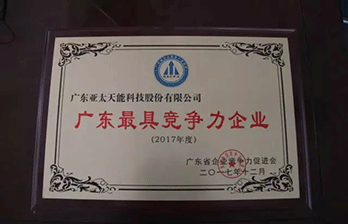 广东亚太天能科技股份有限公司
广东最具竞争力企业
(2017年度)
广东省企业竞争力促进会
二〇一七年十二月